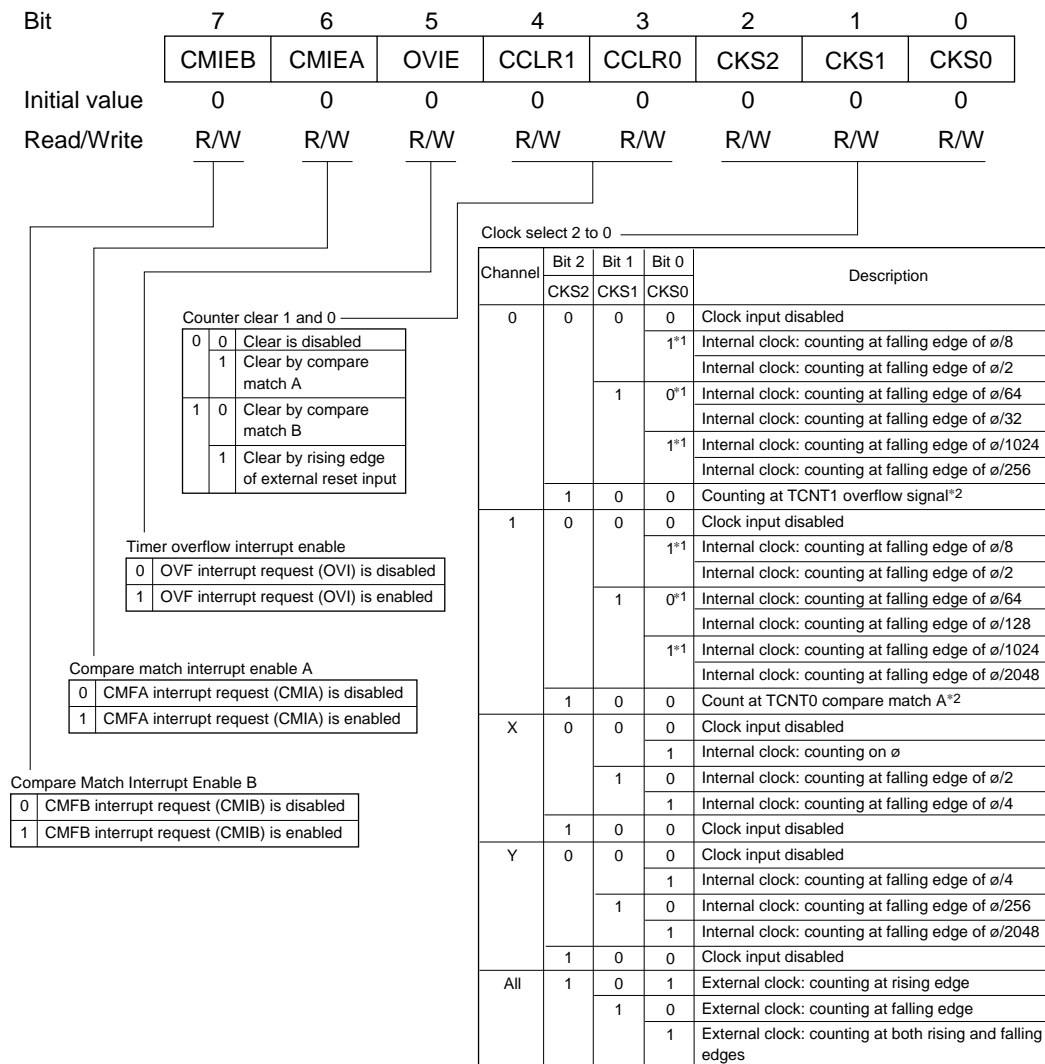 Bit 7 6 5 4 3 2 1 0
CMIEB CMIEA OVIE CCLR1 CCLR0 CKS2 CKS1 CKS0
Initial value 0 0 0 0 0 0 0 0
Read/Write R/W R/W R/W R/W R/W R/W R/W R/W
Counter clear 1 and 0
0 0 Clear is disabled
1 Clear by compare
match A
1 0 Clear by compare
match B
1 Clear by rising edge
of external reset input
Timer overflow interrupt enable
0 OVF interrupt request (OVI) is disabled
1 OVF interrupt request (OVI) is enabled
Compare match interrupt enable A
0 CMFA interrupt request (CMIA) is disabled
1 CMFA interrupt request (CMIA) is enabled
Compare Match Interrupt Enable B
0 CMFB interrupt request (CMIB) is disabled
1 CMFB interrupt request (CMIB) is enabled
Clock select 2 to 0
Channel Bit 2 Bit 1 Bit 0 Description
CKS2 CKS1 CKS0
0 0 0 0 Clock input disabled
1*1 Internal clock: counting at falling edge of ø/8
Internal clock: counting at falling edge of ø/2
1 0*1 Internal clock: counting at falling edge of ø/64
Internal clock: counting at falling edge of ø/32
1*1 Internal clock: counting at falling edge of ø/1024
Internal clock: counting at falling edge of ø/256
1 0 0 Counting at TCNT1 overflow signal*2
1 0 0 0 Clock input disabled
1*1 Internal clock: counting at falling edge of ø/8
Internal clock: counting at falling edge of ø/2
1 0*1 Internal clock: counting at falling edge of ø/64
Internal clock: counting at falling edge of ø/128
1*1 Internal clock: counting at falling edge of ø/1024
Internal clock: counting at falling edge of ø/2048
1 0 0 Count at TCNT0 compare match A*2
X 0 0 0 Clock input disabled
1 Internal clock: counting on ø
1 0 Internal clock: counting at falling edge of ø/2
1 Internal clock: counting at falling edge of ø/4
1 0 0 Clock input disabled
Y 0 0 0 Clock input disabled
1 Internal clock: counting at falling edge of ø/4
1 0 Internal clock: counting at falling edge of ø/256
1 Internal clock: counting at falling edge of ø/2048
1 0 0 Clock input disabled
All 1 0 1 External clock: counting at rising edge
1 0 External clock: counting at falling edge
1 External clock: counting at both rising and falling
edges